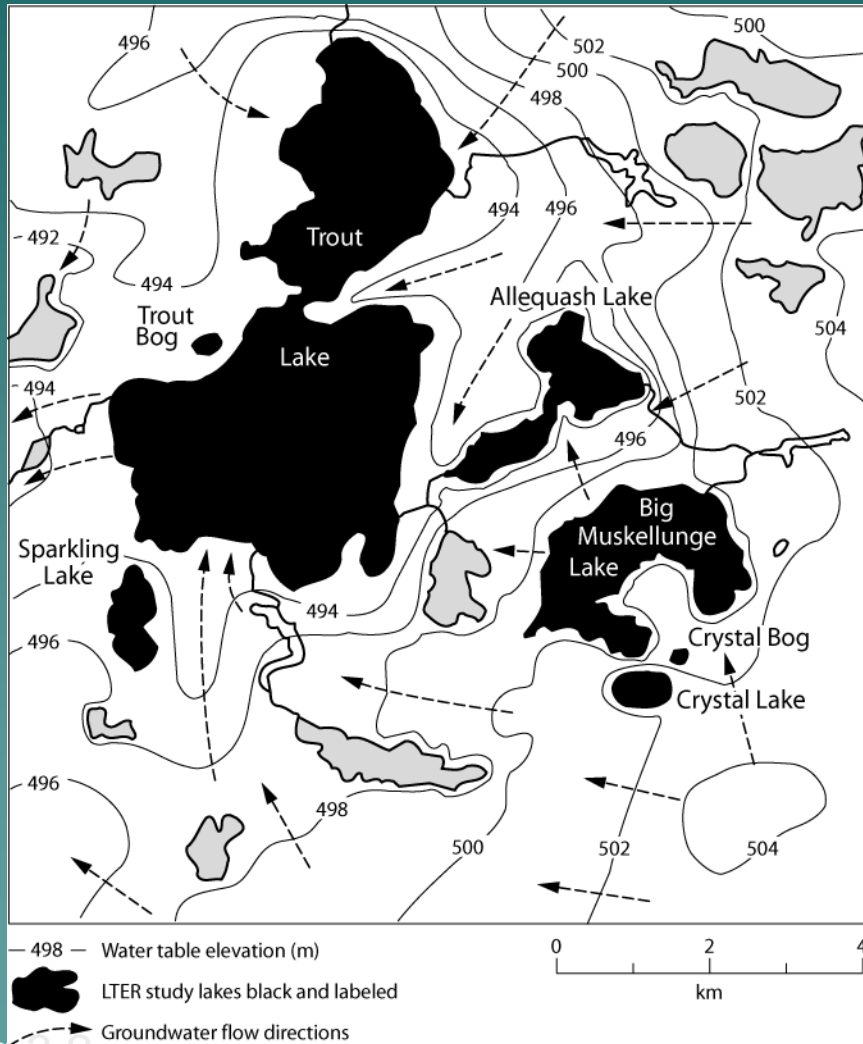 496
502
500
500
498
494
496
Trout
492
494
Allequash Lake
504
Trout
Bog
Lake
494
502
496
Big
Muskellunge
Lake
Sparkling
Lake
494
496
Crystal Bog
Crystal Lake
496
498
500
502
504
— 498 — Water table elevation (m)
0 2 4
LTER study lakes black and labeled
km
Groundwater flow directions